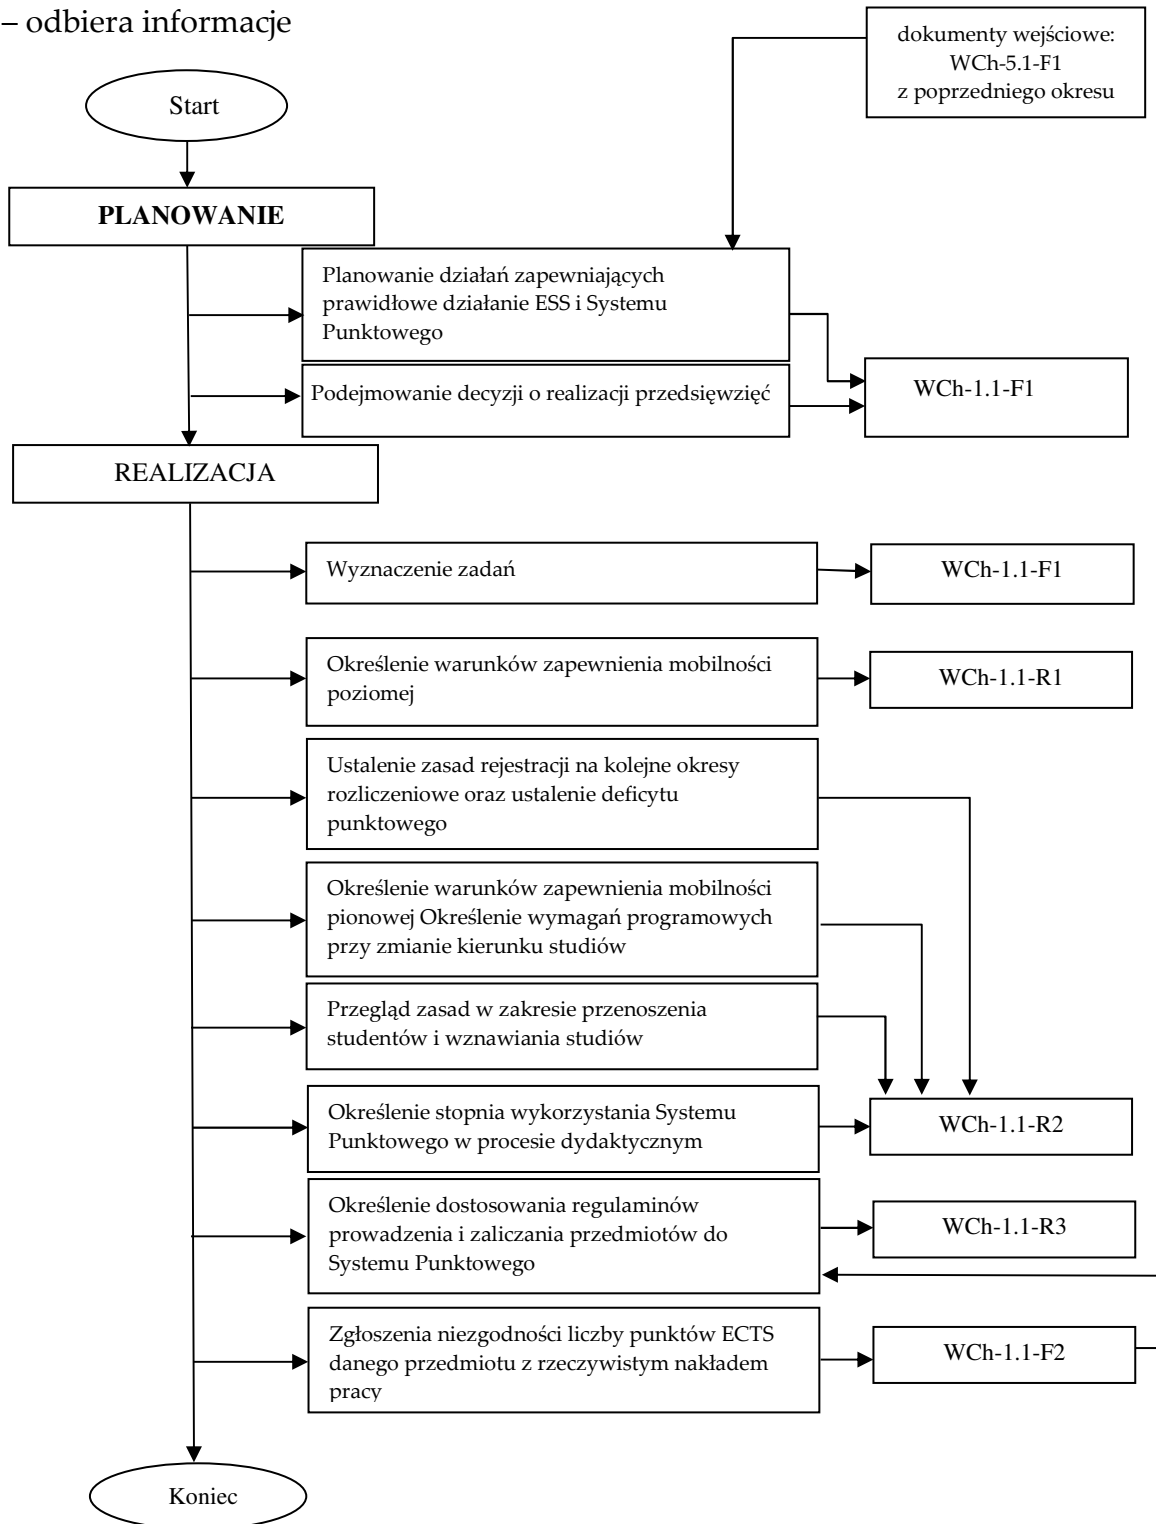 – odbiera informacje
dokumenty wejściowe:
WCh-5.1-F1
z poprzedniego okresu
Start
PLANOWANIE
Planowanie działań zapewniających
prawidłowe działanie ESS i Systemu
Punktowego
Podejmowanie decyzji o realizacji przedsięwzięć
WCh-1.1-F1
REALIZACJA
Wyznaczenie zadań
WCh-1.1-F1
Określenie warunków zapewnienia mobilności
poziomej
WCh-1.1-R1
Ustalenie zasad rejestracji na kolejne okresy
rozliczeniowe oraz ustalenie deficytu
punktowego
Określenie warunków zapewnienia mobilności
pionowej Określenie wymagań programowych
przy zmianie kierunku studiów
Przegląd zasad w zakresie przenoszenia
studentów i wznawiania studiów
Określenie stopnia wykorzystania Systemu
Punktowego w procesie dydaktycznym
WCh-1.1-R2
Określenie dostosowania regulaminów
prowadzenia i zaliczania przedmiotów do
Systemu Punktowego
WCh-1.1-R3
Zgłoszenia niezgodności liczby punktów ECTS
danego przedmiotu z rzeczywistym nakładem
pracy
WCh-1.1-F2
Koniec